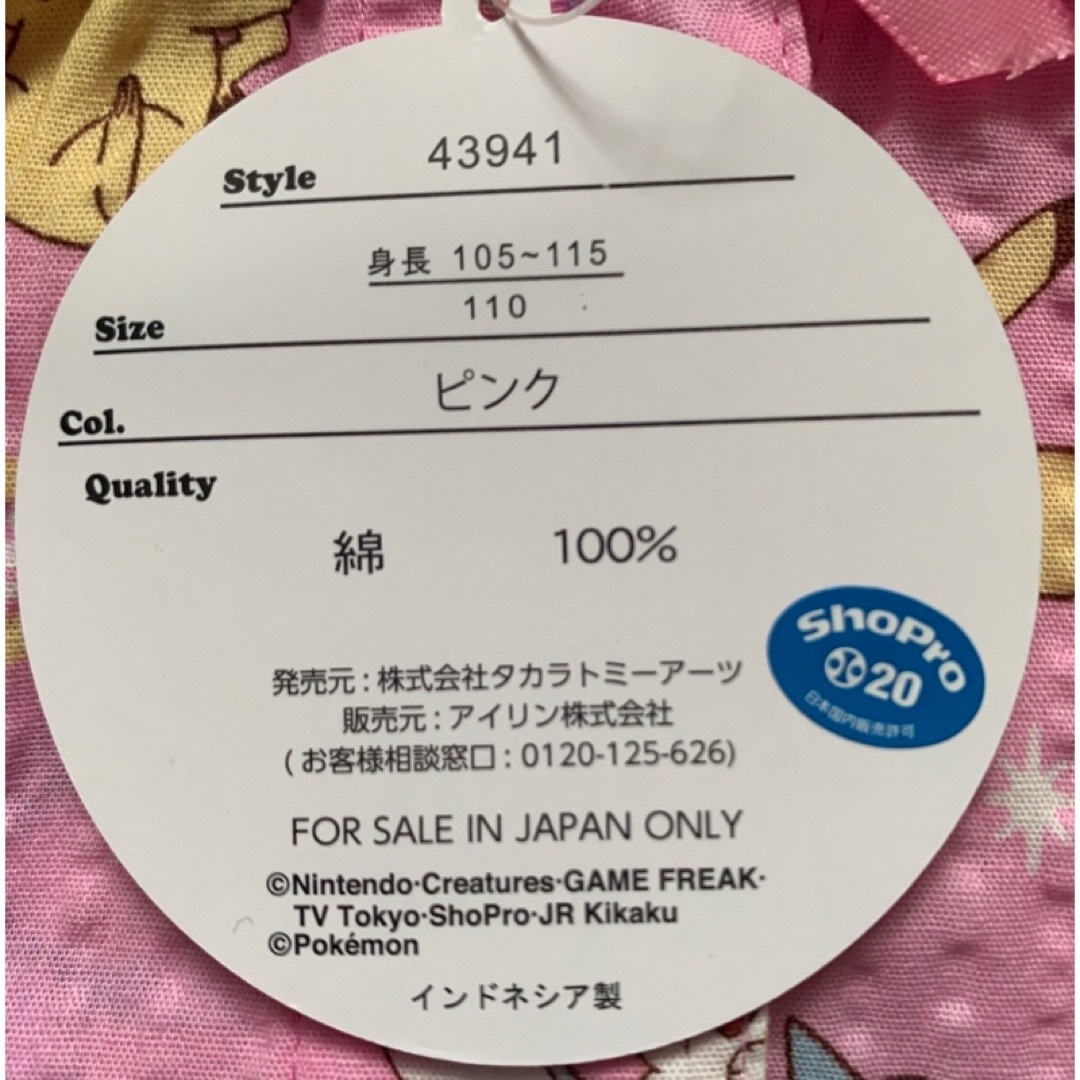 Style 43941
身長 105~115
Size 110
Col. ピンク
Quality
綿 100%
ShoPro
20
日本国内販売許可
発売元:株式会社タカラトミーアーツ
販売元:アイリン株式会社
(お客様相談窓口:0120-125-626)
FOR SALE IN JAPAN ONLY
©Nintendo·Creatures·GAME FREAK·
TV Tokyo·ShoPro·JR Kikaku
©Pokémon
インドネシア製